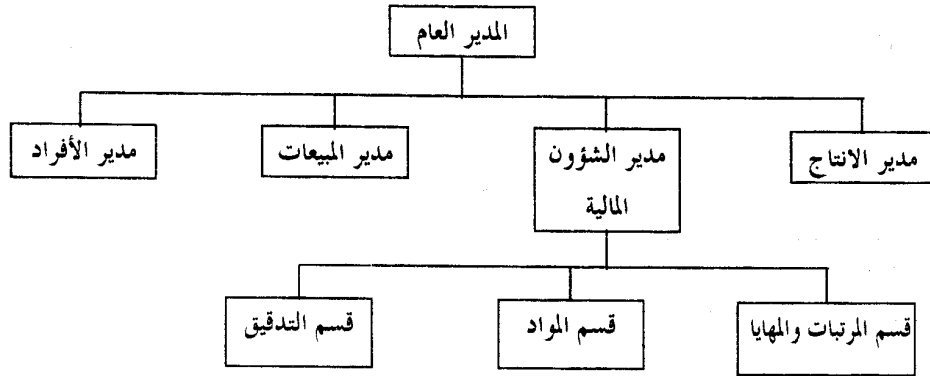 المدير العام
مدير الانتاج
مدير الشؤون
المالية
مدير المبيعات
مدير الأفراد
قسم المرتبات والمهايا
قسم المواد
قسم التدقيق